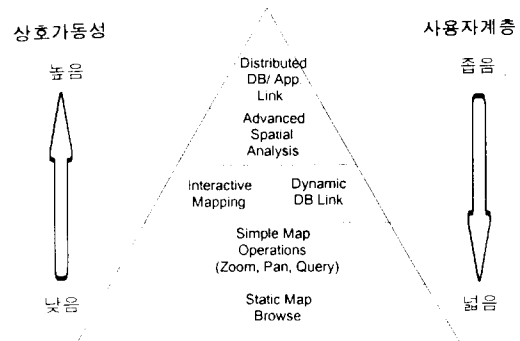 상호가동성
높음
낮음
Distributed
DB/ App.
Link
Advanced
Spatial
Analysis
Interactive
Mapping
Dynamic
DB Link
Simple Map
Operations
(Zoom, Pan, Query)
Static Map
Browse
사용자계층
좁음
넓음